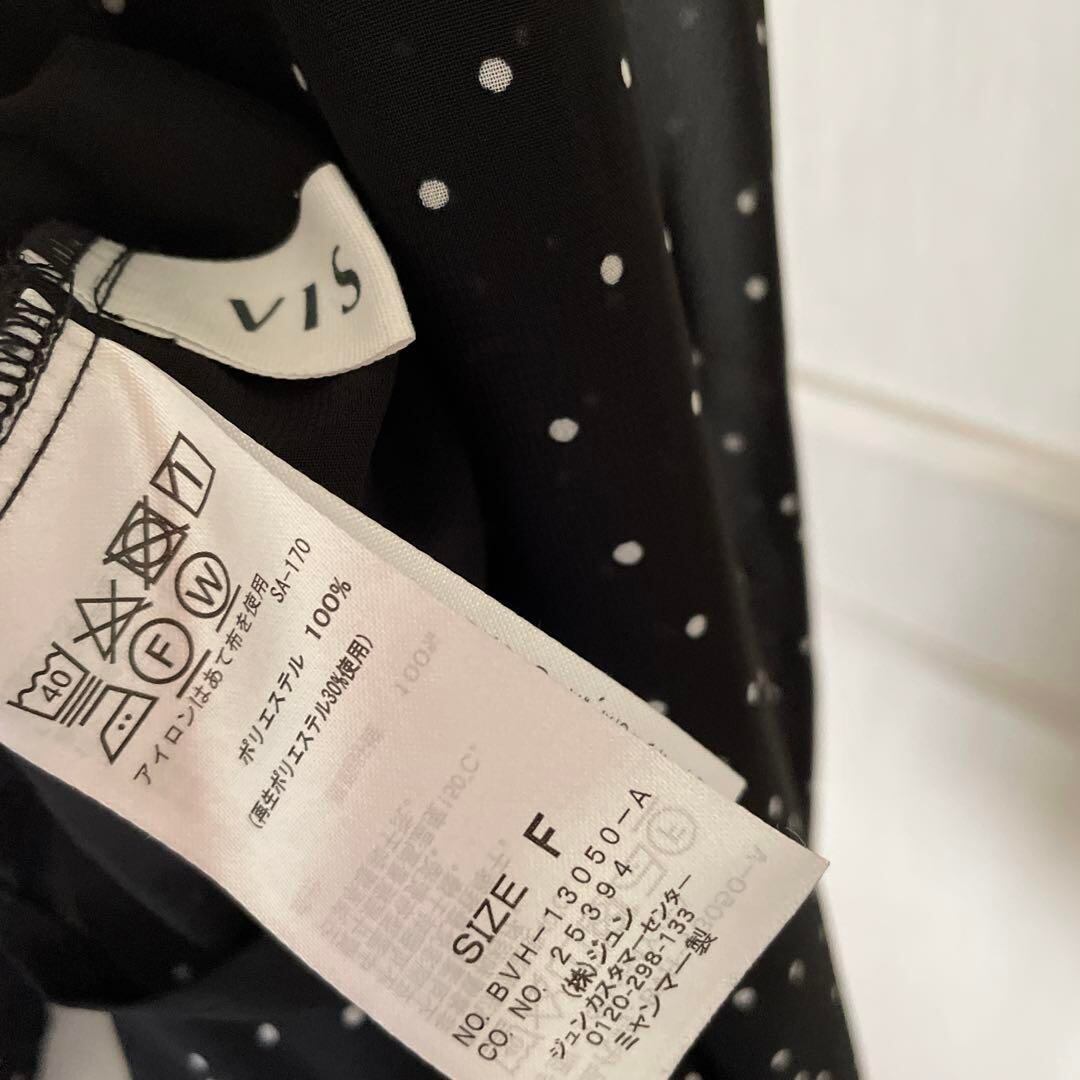 VIS
40
F
W
アイロンはあて布を使用
SA-170
ポリエステル 100%
(再生ポリエステル30%使用)
SIZE F
NO. BVH-13050-A
CO. NO. 25394
(株)ジュン
ジュン カスタマーセンター
0120-298-133
ミャンマー製